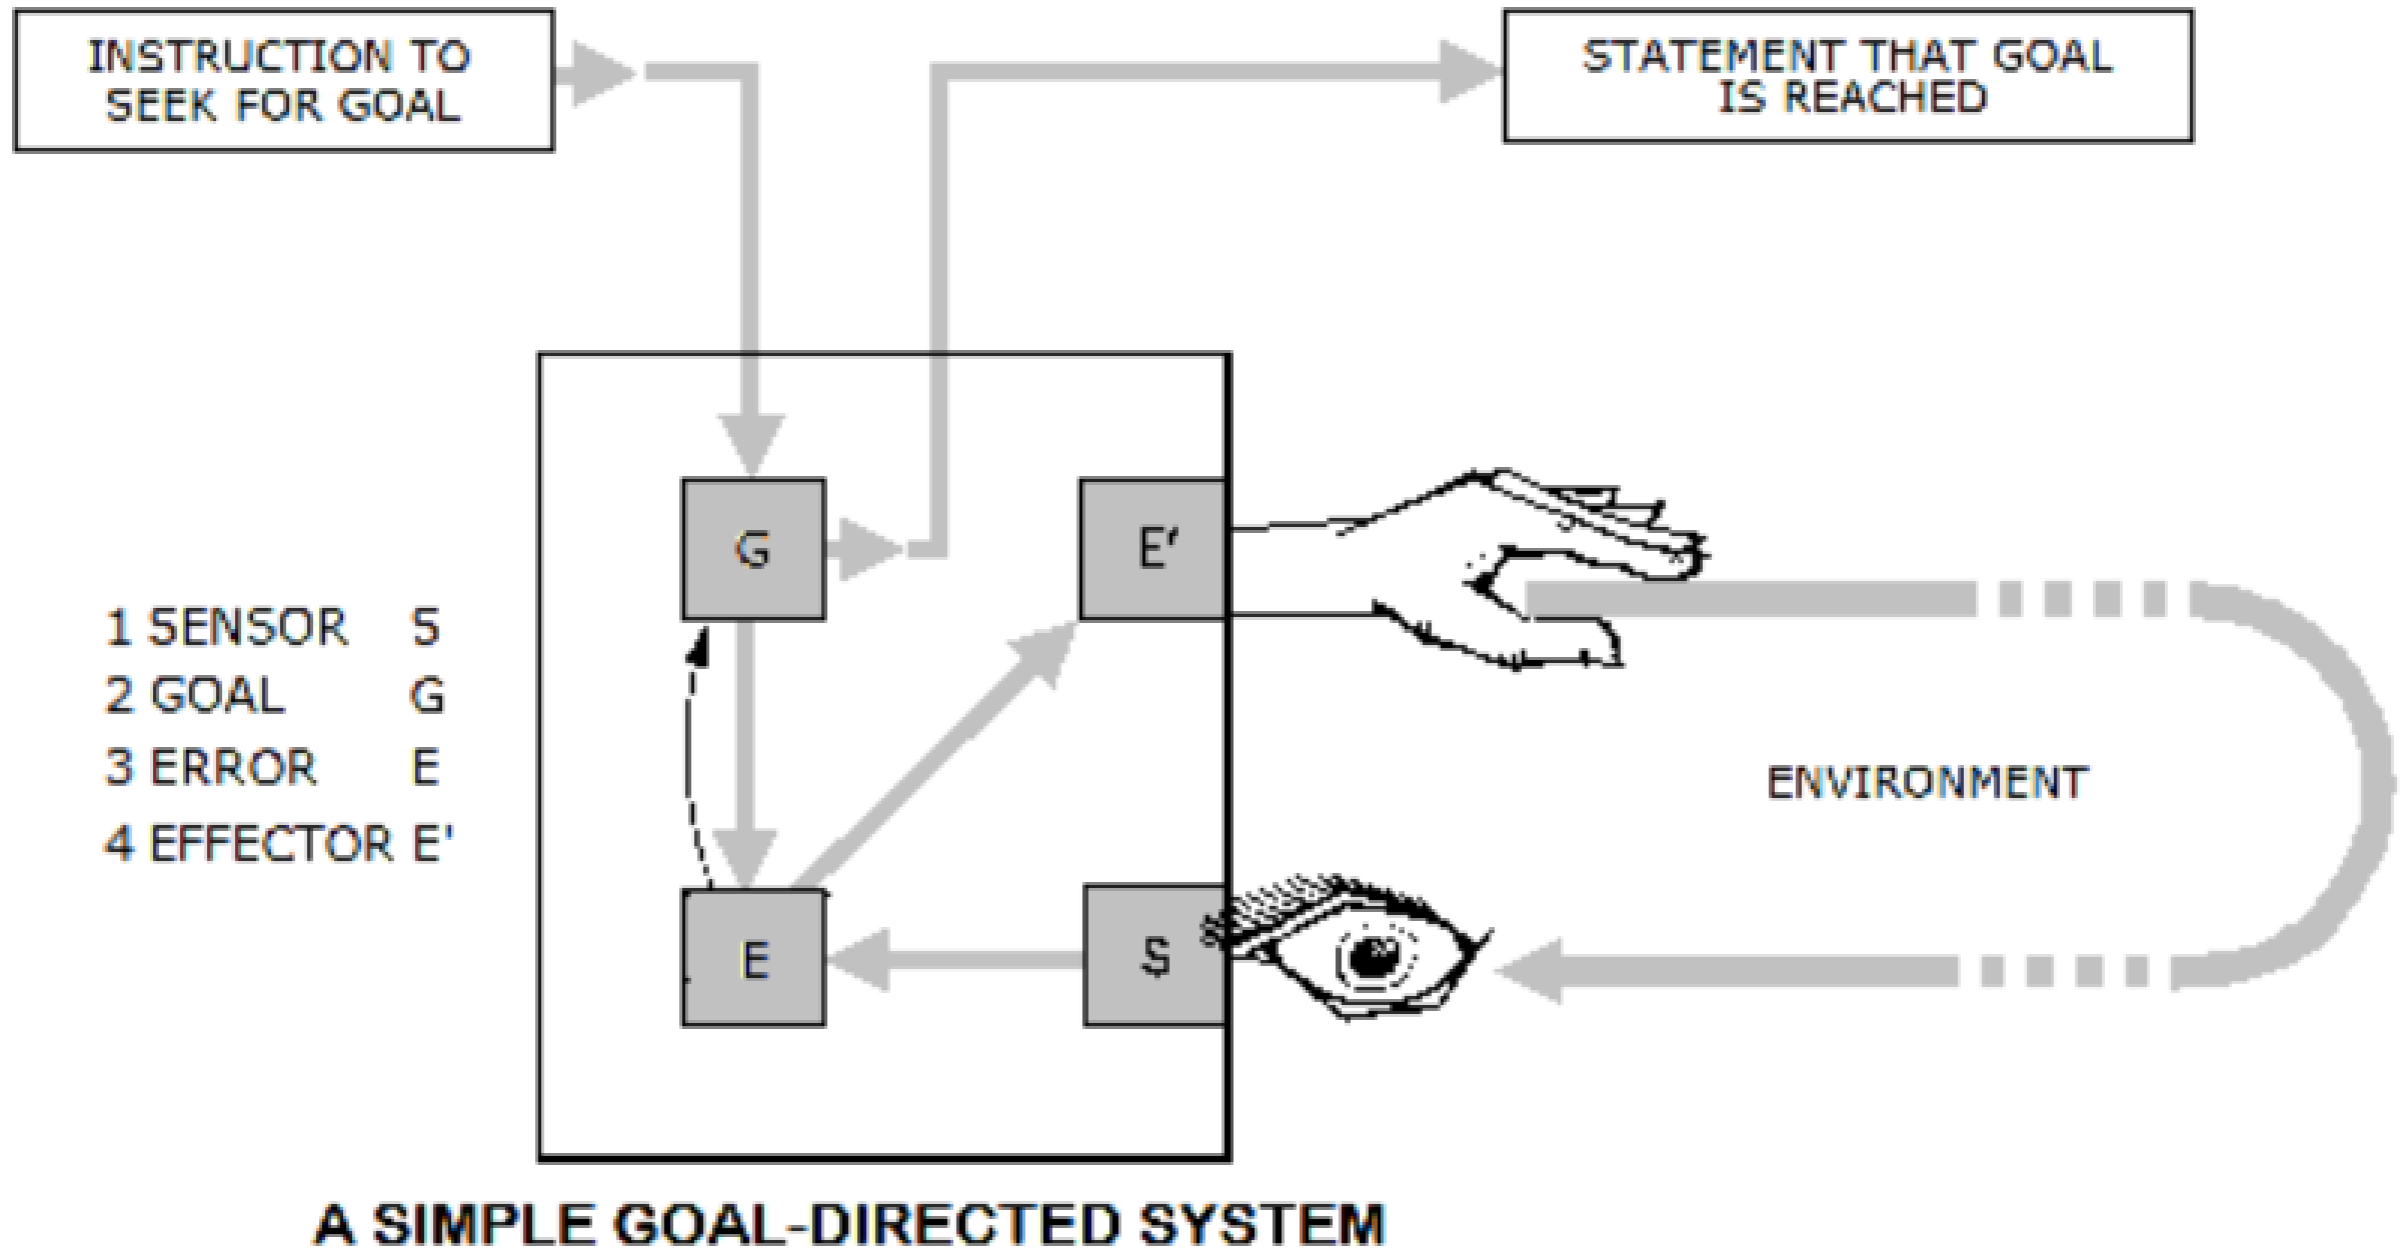 INSTRUCTION TO
SEEK FOR GOAL
STATEMENT THAT GOAL
IS REACHED
G
E'
1 SENSOR S
2 GOAL G
3 ERROR E
4 EFFECTOR E'
ENVIRONMENT
E
S
A SIMPLE GOAL-DIRECTED SYSTEM